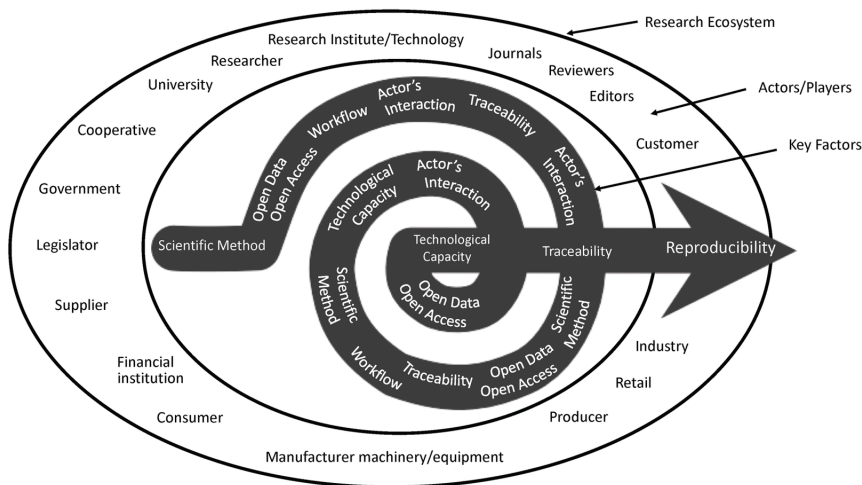 Research Ecosystem
Research Institute/Technology
Journals
Researcher
Reviewers
University
Editors
Actors/Players
Cooperative
Customer
Key Factors
Government
Legislator
Supplier
Financial
institution
Consumer
Manufacturer machinery/equipment
Producer
Retail
Industry
Scientific Method
Open Data
Open Access
Workflow
Actor's
Interaction
Traceability
Actor's
Interaction
Scientific
Method
Open Data
Open Access
Traceability
Workflow
Scientific
Method
Technological
Capacity
Actor's
Interaction
Open Data
Open Access
Technological
Capacity
Traceability
Reproducibility